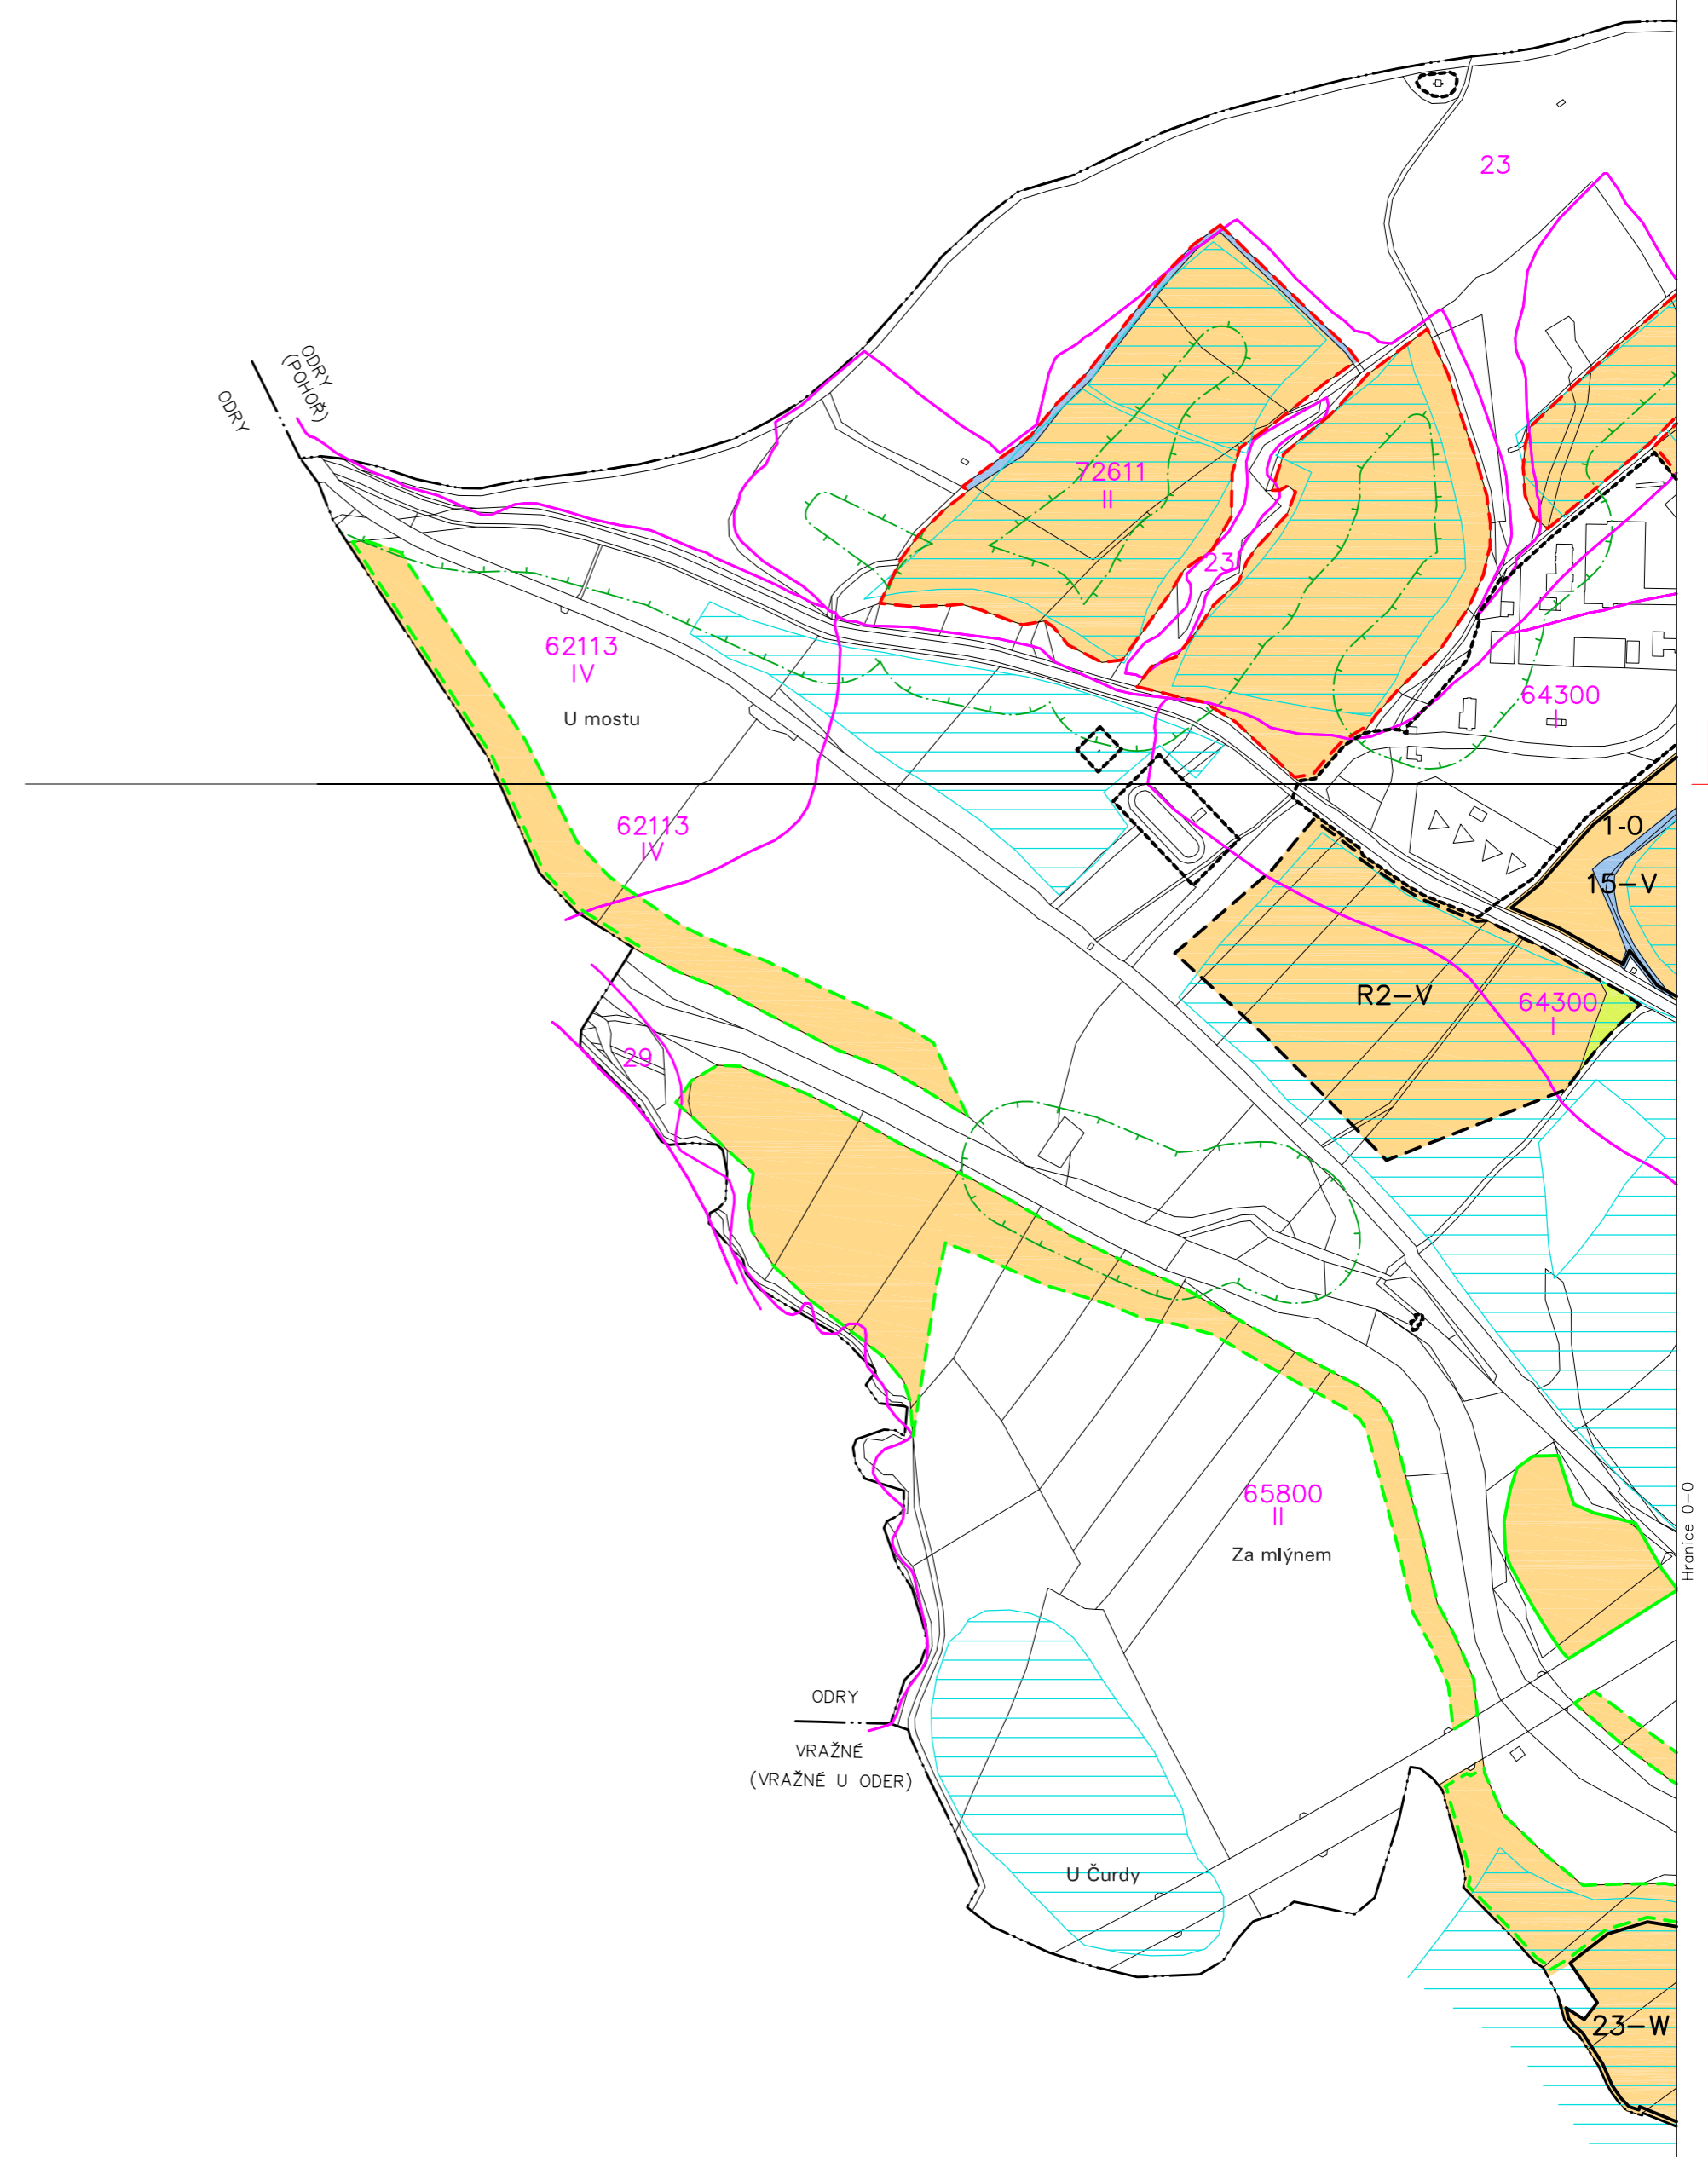 23
ODRY
ODRY
(POHOŘ)
72611
II
23
62113
IV
U mostu
64300
I
62113
IV
1-0
15-V
R2-V
64300
I
29
65800
II
Za mlýnem
Hranice 0-0
ODRY
VRAŽNÉ
(VRAŽNÉ U ODER)
U Čurdy
23-W